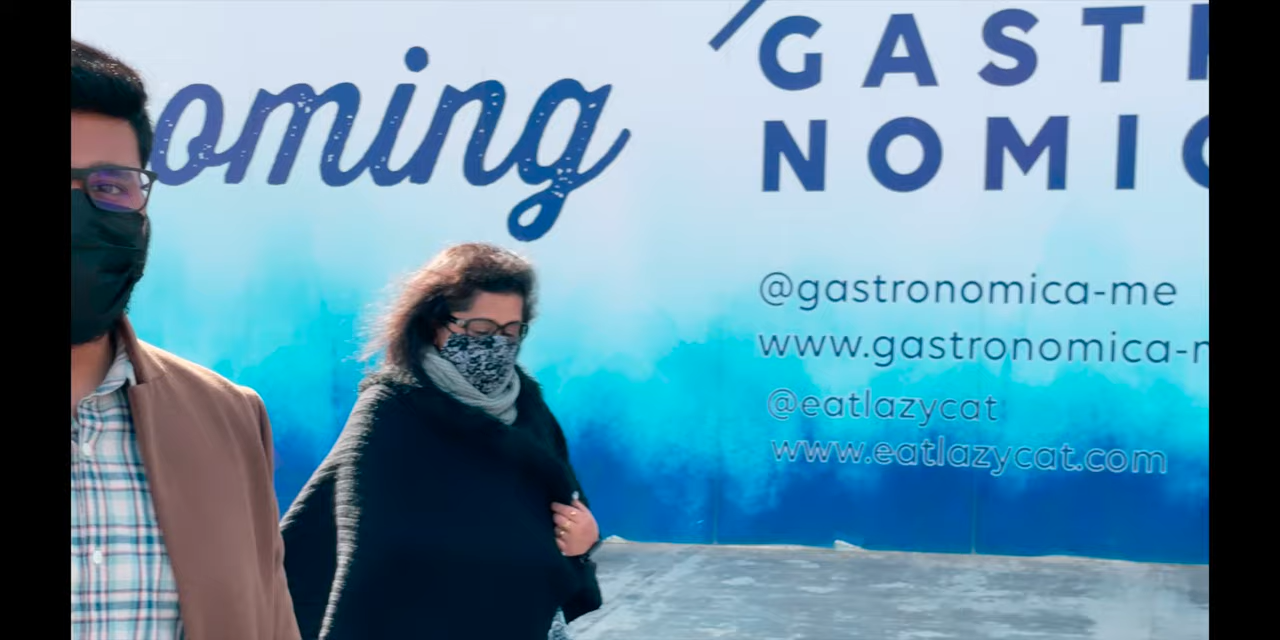 oming
GAST
NOMIC
@gastronomica-me
www.gastronomica-
@eatlazycat
www.eatlazycat.com